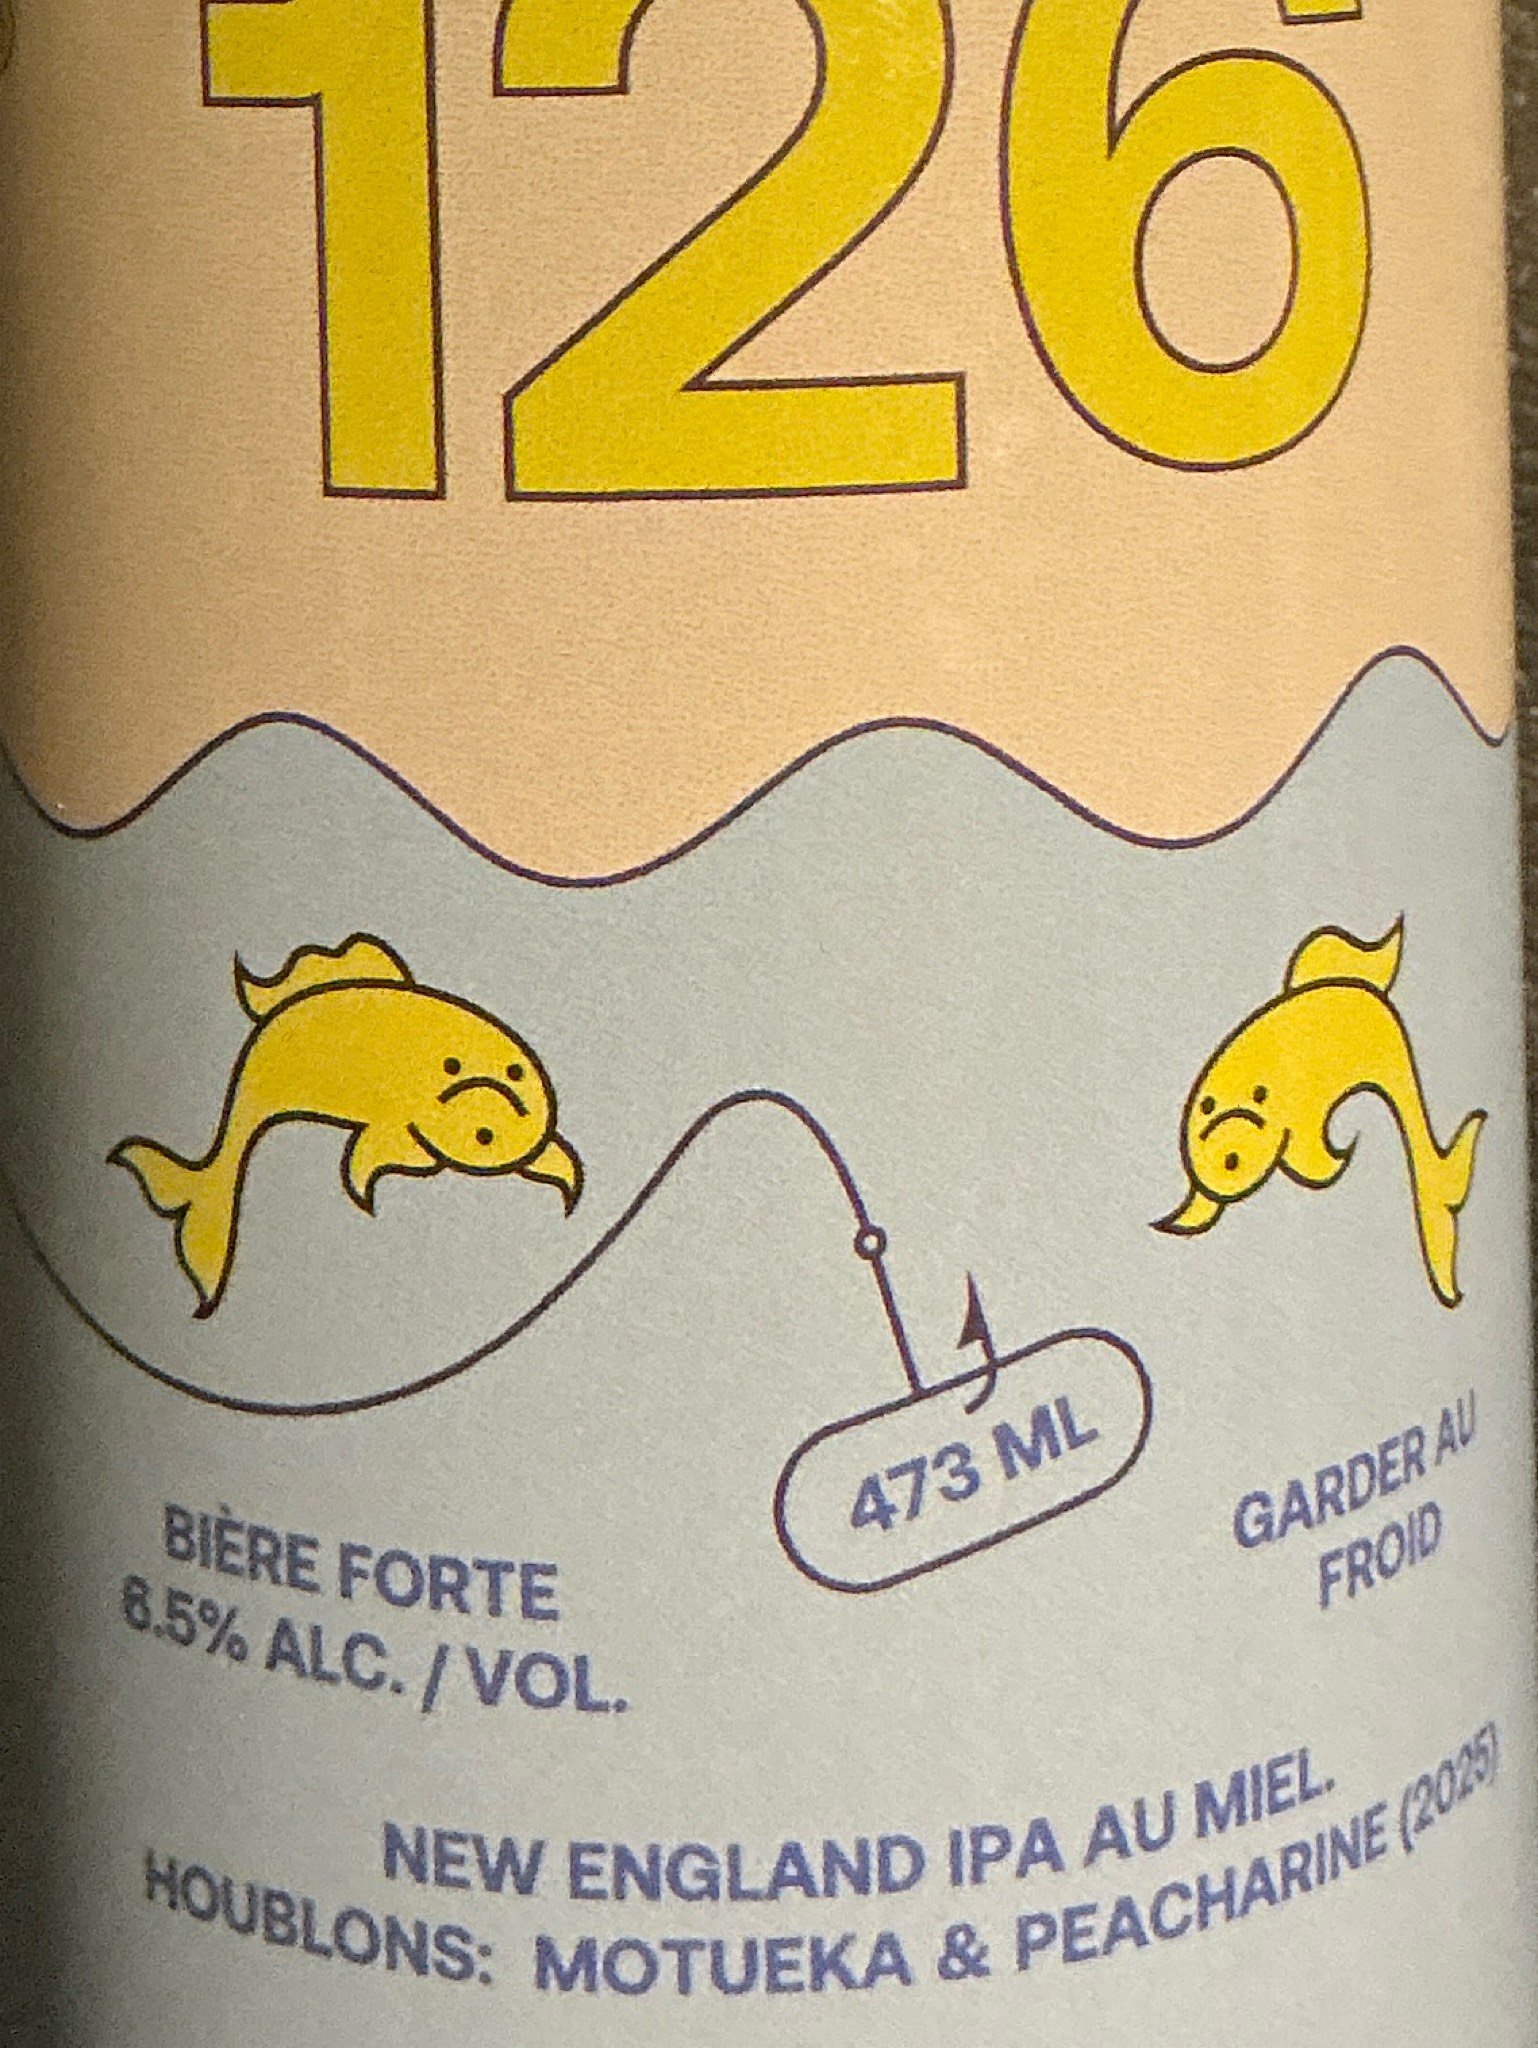 126
473 ML
GARDER AU
FROID
BIÈRE FORTE
6.5% ALC. / VOL.
NEW ENGLAND IPA AU MIEL.
HOUBLONS: MOTUEKA & PEACHARINE (2025)